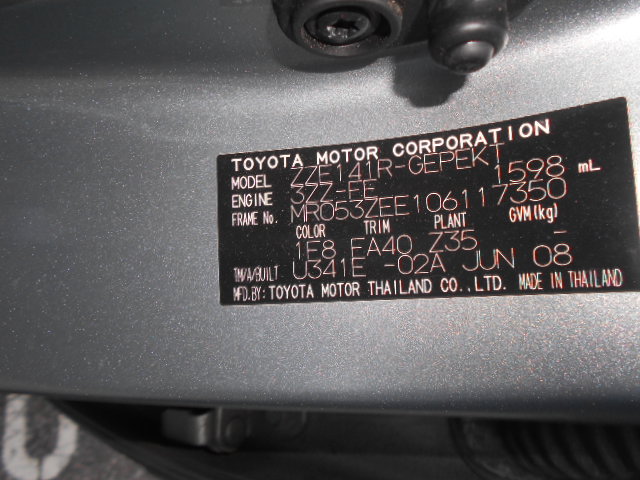 TOYOTA MOTOR CORPORATION
MODEL ZZE141R-GEPEKT
ENGINE 3ZZ-FE 1598 mL
FRAME No. MR053ZEE106117350
COLOR TRIM PLANT GVM(kg)
1E8 FA40 Z35 -
TM/A/BUILT U341E -02A JUN 08
MFD.BY: TOYOTA MOTOR THAILAND CO.,LTD. MADE IN THAILAND